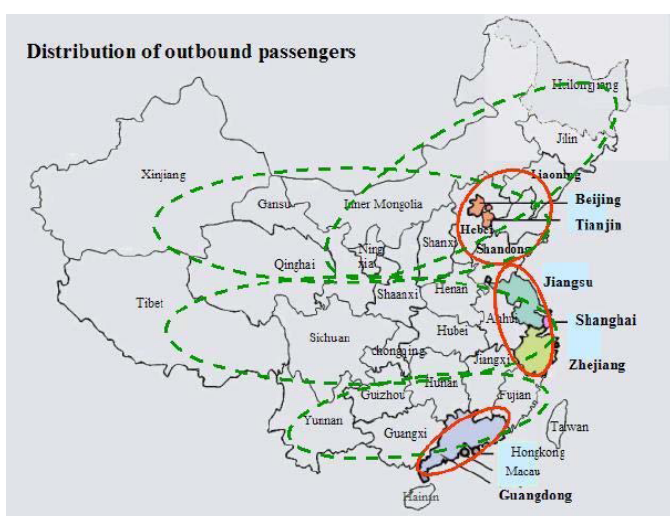 Distribution of outbound passengers
Heilongjiang
Jilin
Xinjiang
Liaoning
Gansu
Inner Mongolia
Beijing
Tianjin
Hebei
Shanxi
Ning
xia
Shandong
Qinghai
Jiangsu
Shaanxi
Henan
Tibet
Anhui
Shanghai
Hubei
Sichuan
chongqing
Jiangxi
Zhejiang
Hunan
Guizhou
Fujian
Yunnan
Guangxi
Taiwan
Hongkong
Macau
Hainan
Guangdong